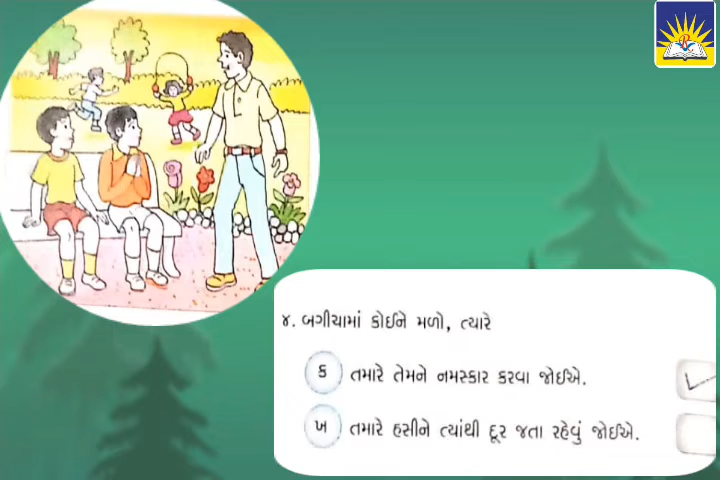 ૪. બગીચામાં કોઈને મળો, ત્યારે
ક તમારે તેમને નમસ્કાર કરવા જોઈએ.
ખ તમારે હસીને ત્યાંથી દૂર જતા રહેવું જોઈએ.